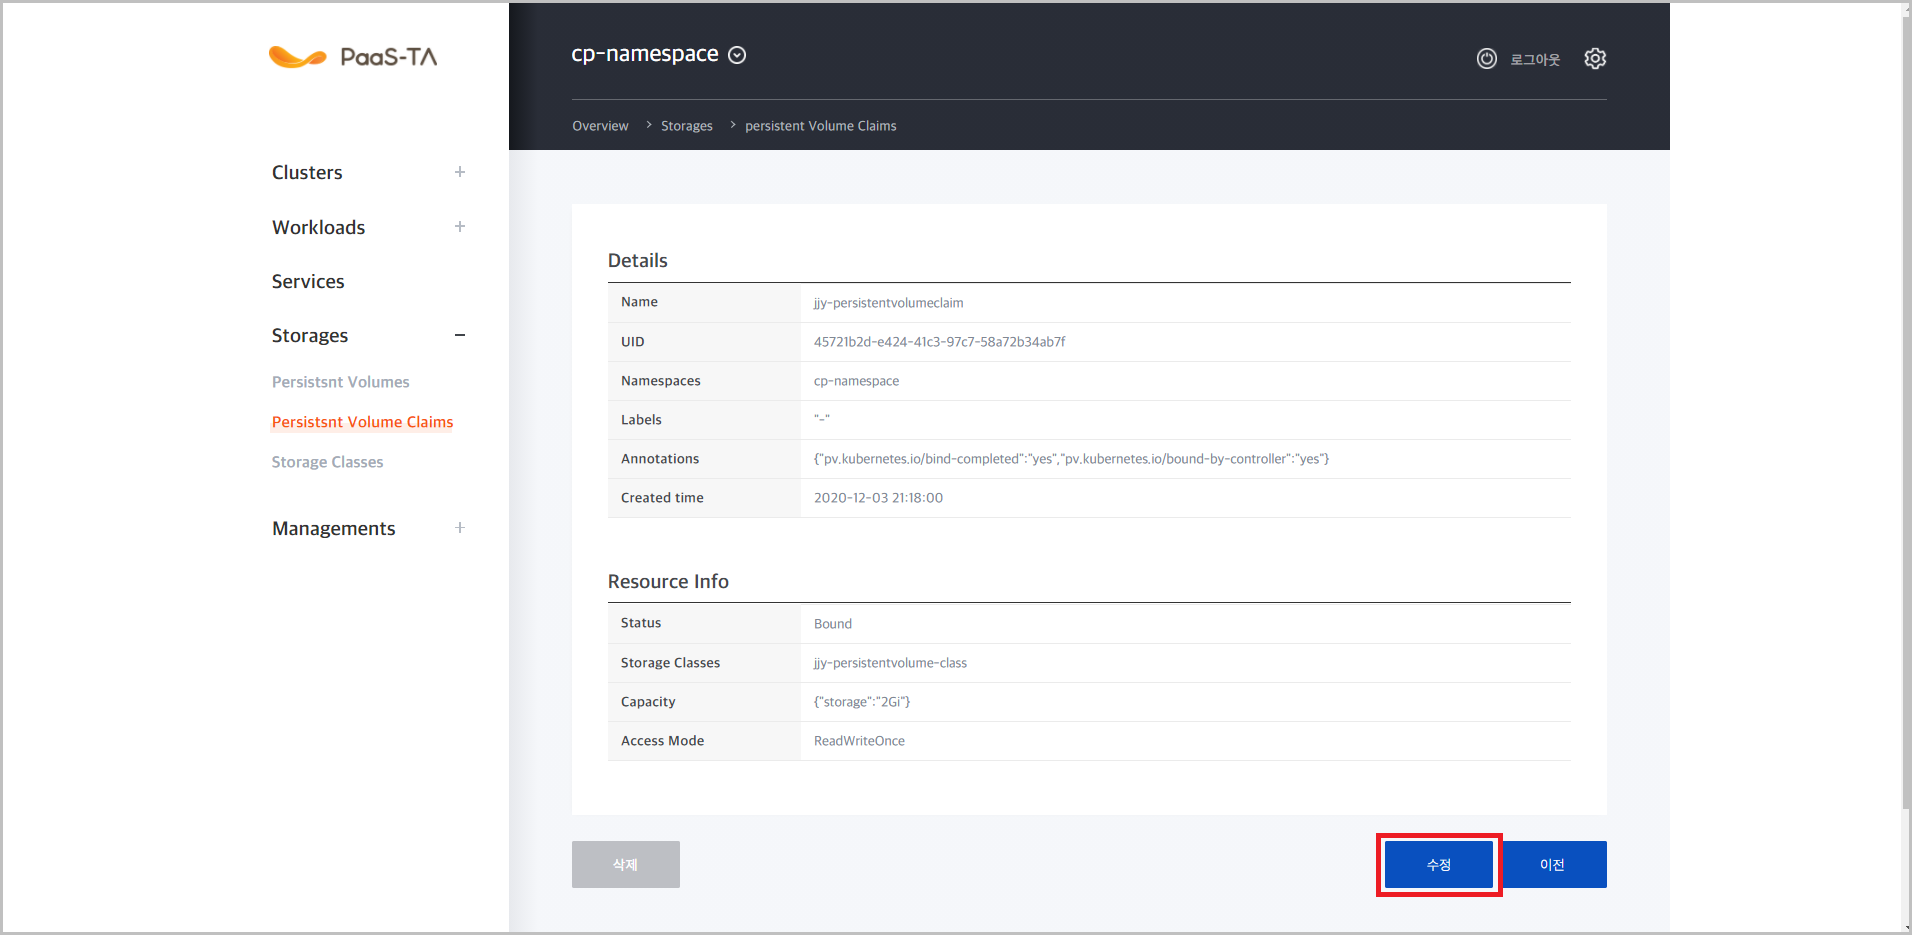 PaaS-TA
cp-namespace
로그아웃
Overview > Storages > persistent Volume Claims
Clusters +
Workloads +
Services
Storages −
Persistsnt Volumes
Persistsnt Volume Claims
Storage Classes
Managements +
Details
Name jjy-persistentvolumeclaim
UID 45721b2d-e424-41c3-97c7-58a72b34ab7f
Namespaces cp-namespace
Labels "-"
Annotations {"pv.kubernetes.io/bind-completed":"yes","pv.kubernetes.io/bound-by-controller":"yes"}
Created time 2020-12-03 21:18:00
Resource Info
Status Bound
Storage Classes jjy-persistentvolume-class
Capacity {"storage":"2Gi"}
Access Mode ReadWriteOnce
삭제 수정 이전